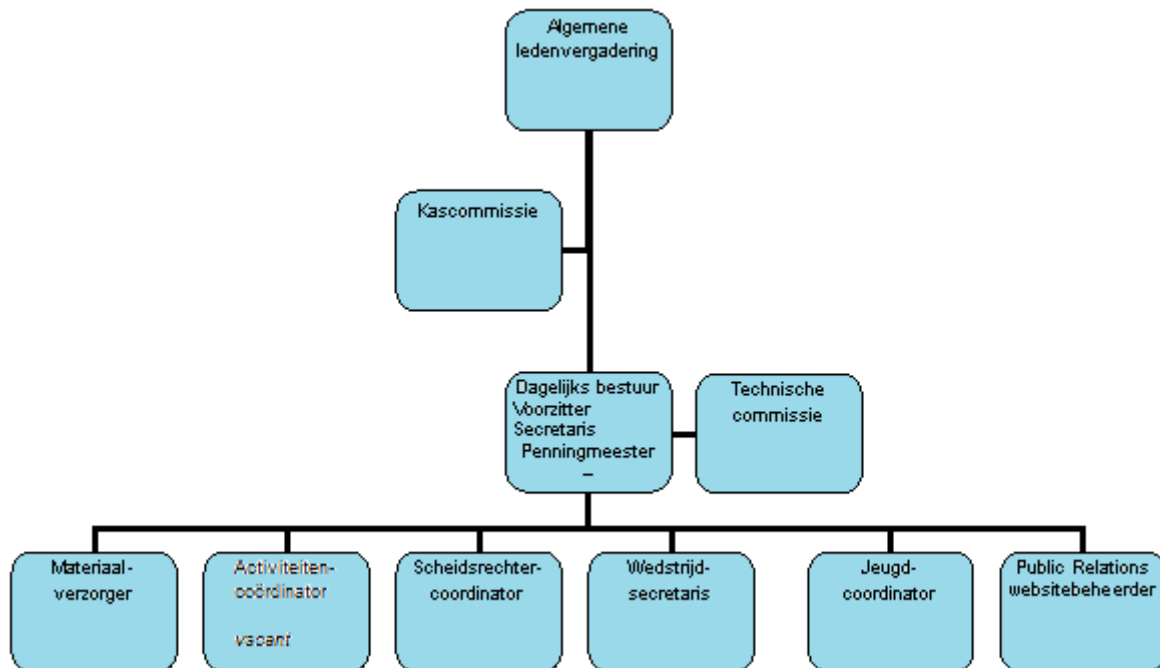 Algemene
ledenvergadering
Kascommissie
Dagelijks bestuur
Voorzitter
Secretaris
Penningmeester
–
Technische
commissie
Materiaal-
verzorger
Activiteiten-
coördinator
vacant
Scheidsrechter-
coordinator
Wedstrijd-
secretaris
Jeugd-
coordinator
Public Relations
websitebeheerder